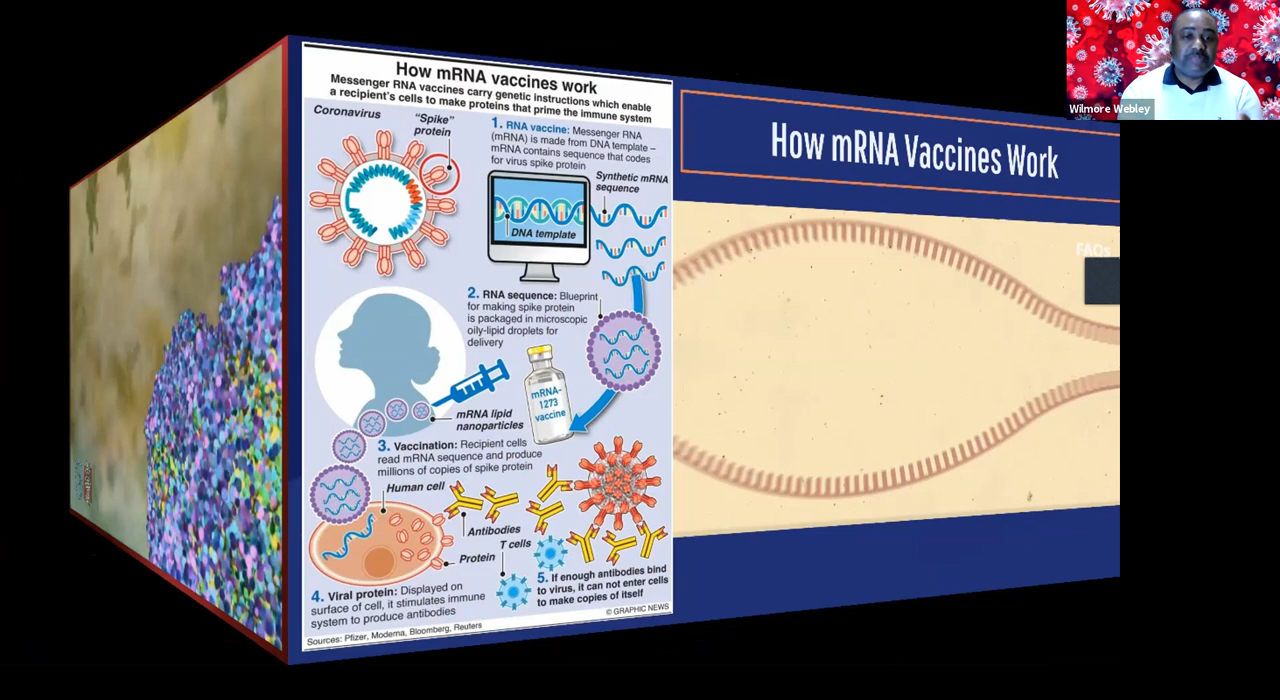 How mRNA vaccines work
Messenger RNA vaccines carry genetic instructions which enable
a recipient's cells to make proteins that prime the immune system
Coronavirus
"Spike"
protein
1. RNA vaccine: Messenger RNA
(mRNA) is made from DNA template –
mRNA contains sequence that codes
for virus spike protein
Synthetic mRNA
sequence
DNA template
2. RNA sequence: Blueprint
for making spike protein
is packaged in microscopic
oily-lipid droplets for
delivery
mRNA-
1273
vaccine
mRNA lipid
nanoparticles
3. Vaccination: Recipient cells
read mRNA sequence and produce
millions of copies of spike protein
Human cell
Antibodies
T cells
Protein
4. Viral protein: Displayed on
surface of cell, it stimulates immune
system to produce antibodies
5. If enough antibodies bind
to virus, it can not enter cells
to make copies of itself
© GRAPHIC NEWS
Sources: Pfizer, Moderna, Bloomberg, Reuters
How mRNA Vaccines Work
FAQs
Wilmore Webley